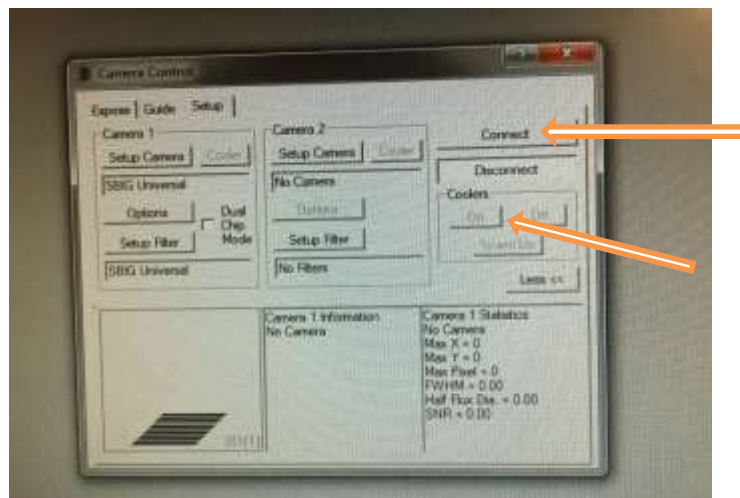 Camera Control
Expose Guide Setup
Camera 1
Setup Camera Cooler
SBIG Universal
Options
Dual
Chip
Mode
Setup Filter
SBIG Universal
Camera 2
Setup Camera Cooler
No Camera
Options
Setup Filter
No Filters
Connect
Disconnect
Coolers
On Off
Warm Up
Less <<
Camera 1 Information
No Camera
Camera 1 Statistics
No Camera
Max X = 0
Max Y = 0
Max Pixel = 0
FWHM = 0.00
Half Flux Dia. = 0.00
SNR = 0.00